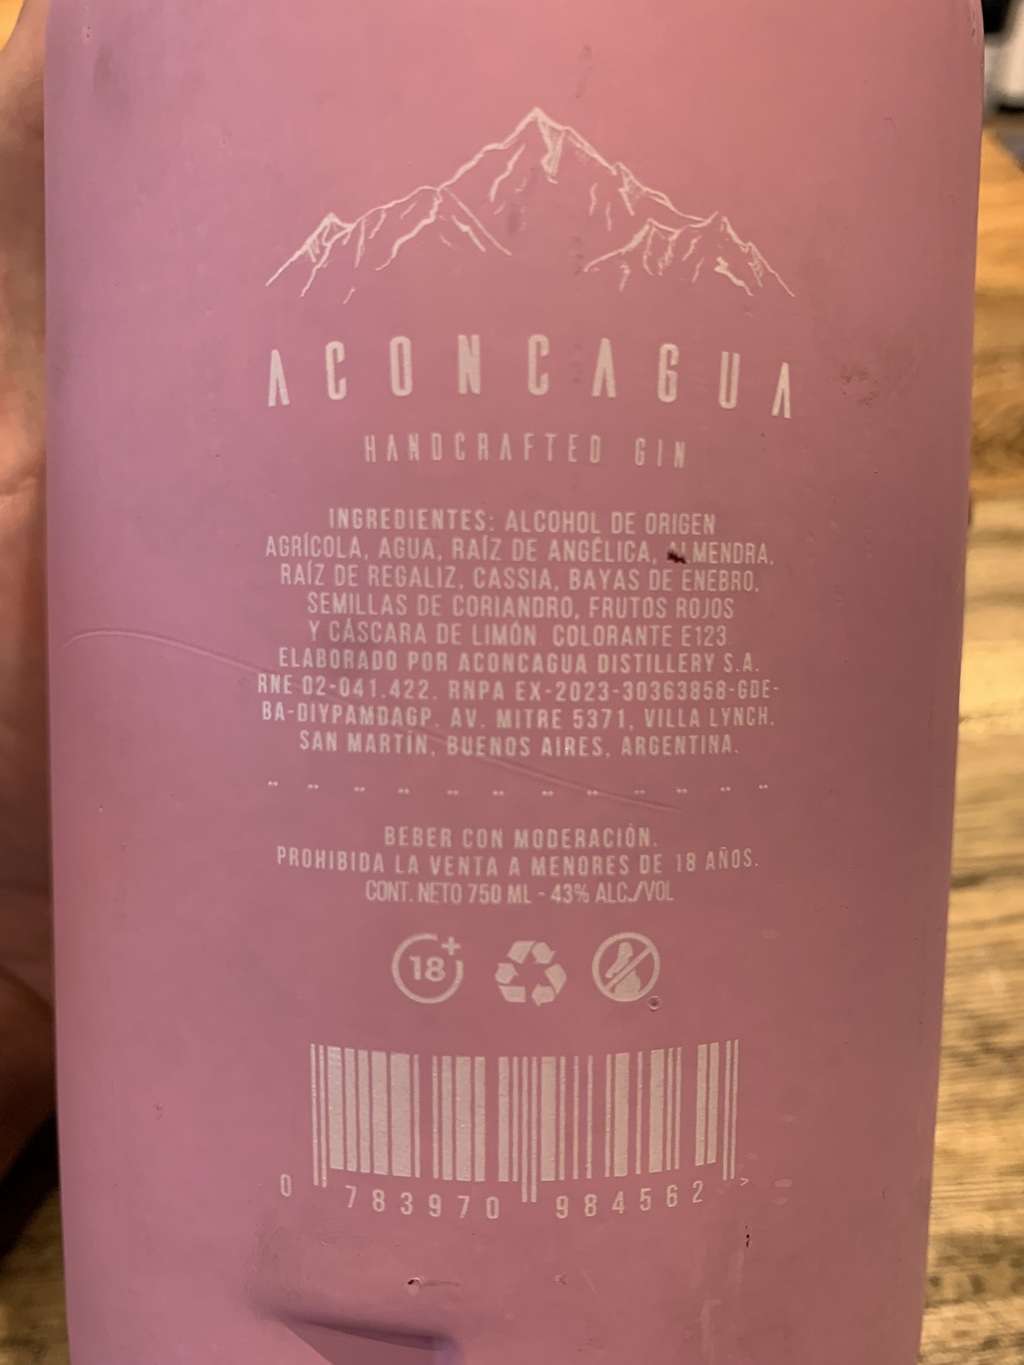 ACONCAGUA
HANDCRAFTED GIN
INGREDIENTES: ALCOHOL DE ORIGEN
AGRÍCOLA, AGUA, RAÍZ DE ANGÉLICA, ALMENDRA,
RAÍZ DE REGALIZ, CASSIA, BAYAS DE ENEBRO,
SEMILLAS DE CORIANDRO, FRUTOS ROJOS
Y CÁSCARA DE LIMÓN. COLORANTE E123.
ELABORADO POR ACONCAGUA DISTILLERY S.A.
RNE 02-041.422. RNPA EX-2023-30363858-GDE-
BA-DIYPAMDAGP. AV. MITRE 5371, VILLA LYNCH,
SAN MARTÍN, BUENOS AIRES, ARGENTINA.
BEBER CON MODERACIÓN.
PROHIBIDA LA VENTA A MENORES DE 18 AÑOS.
CONT. NETO 750 ML - 43% ALC./VOL
18+
0 783970 984562 >